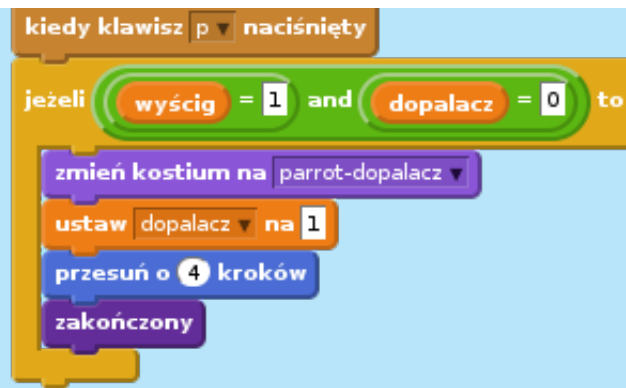 kiedy klawisz p naciśnięty
jeżeli wyścig = 1 and dopalacz = 0 to
zmień kostium na parrot-dopalacz
ustaw dopalacz na 1
przesuń o 4 kroków
zakończony